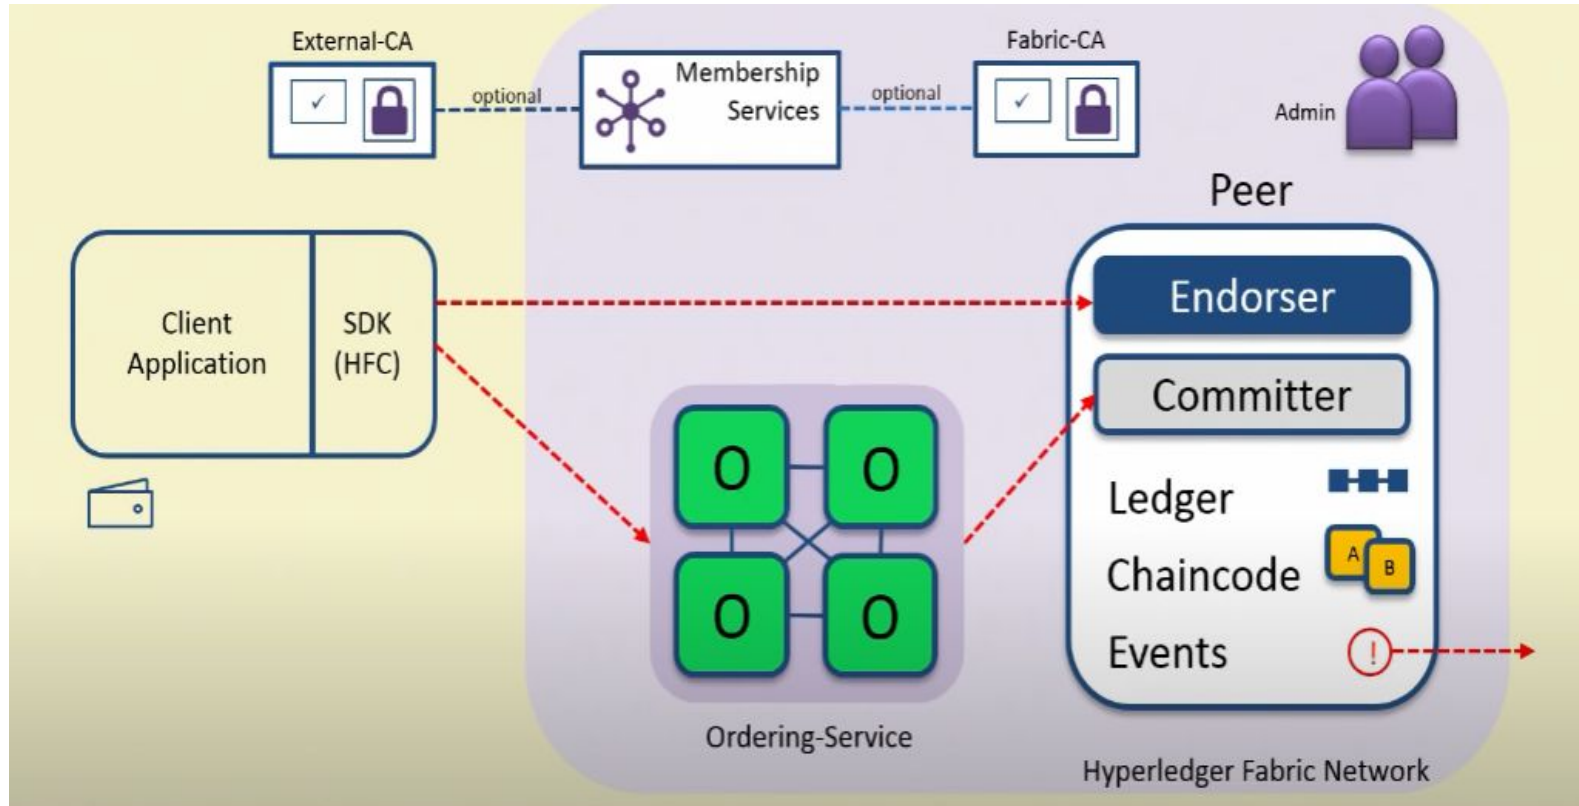 External-CA
Fabric-CA
optional
Membership
Services
optional
Admin
Peer
Client
Application
SDK
(HFC)
Endorser
Committer
O
O
O
O
Ledger
Chaincode
A
B
Events
!
Ordering-Service
Hyperledger Fabric Network